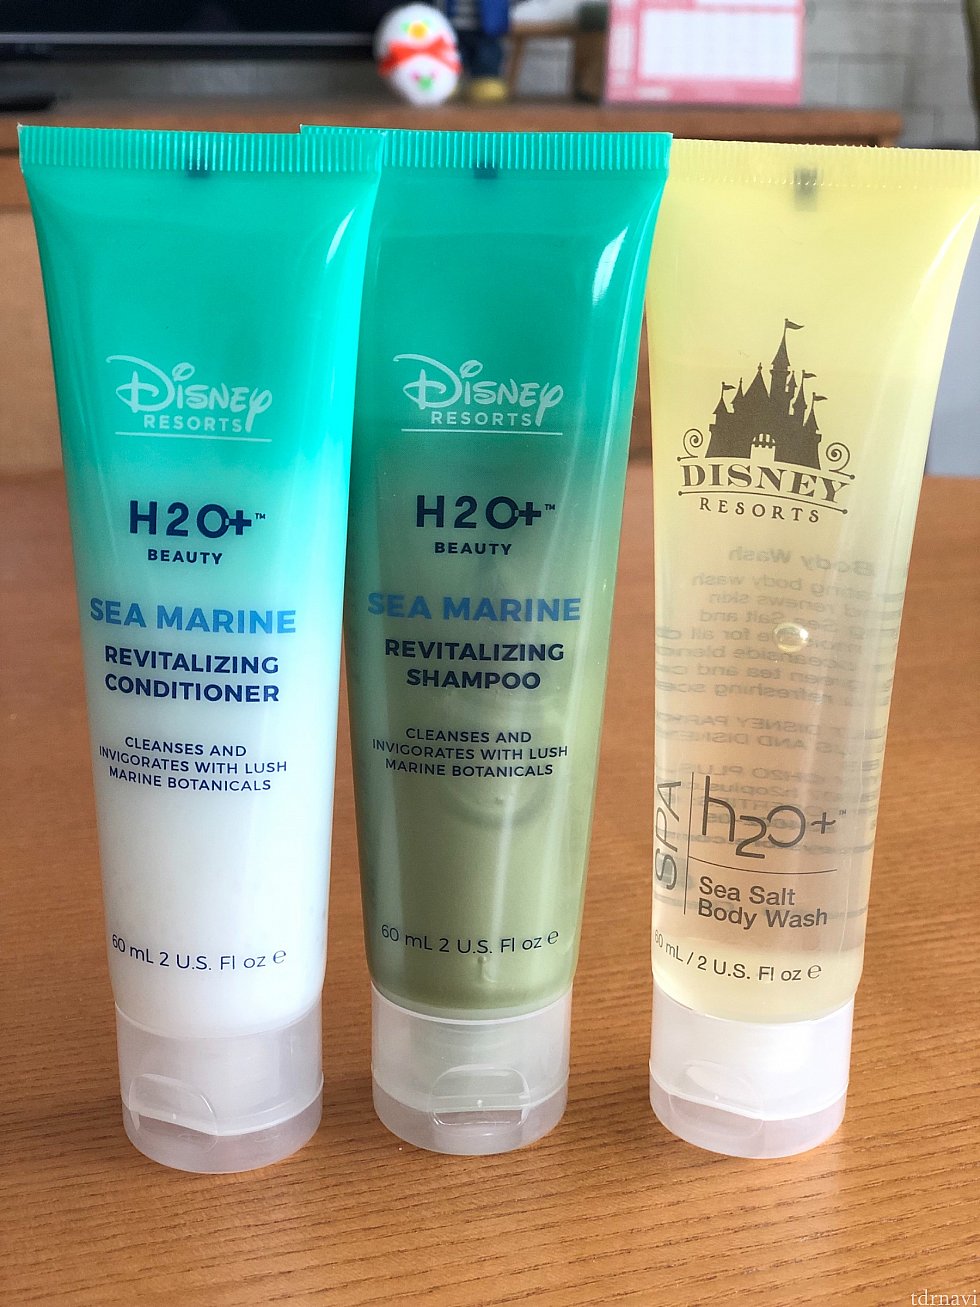 Disney
RESORTS
H2O+™
BEAUTY
SEA MARINE
REVITALIZING
CONDITIONER
CLEANSES AND
INVIGORATES WITH LUSH
MARINE BOTANICALS
60 mL 2 U.S. Fl oz ℮
Disney
RESORTS
H2O+™
BEAUTY
SEA MARINE
REVITALIZING
SHAMPOO
CLEANSES AND
INVIGORATES WITH LUSH
MARINE BOTANICALS
60 mL 2 U.S. Fl oz ℮
DISNEY
RESORTS
SPA
h2o+™
Sea Salt
Body Wash
60 mL / 2 U.S. Fl oz ℮
tdrnavi